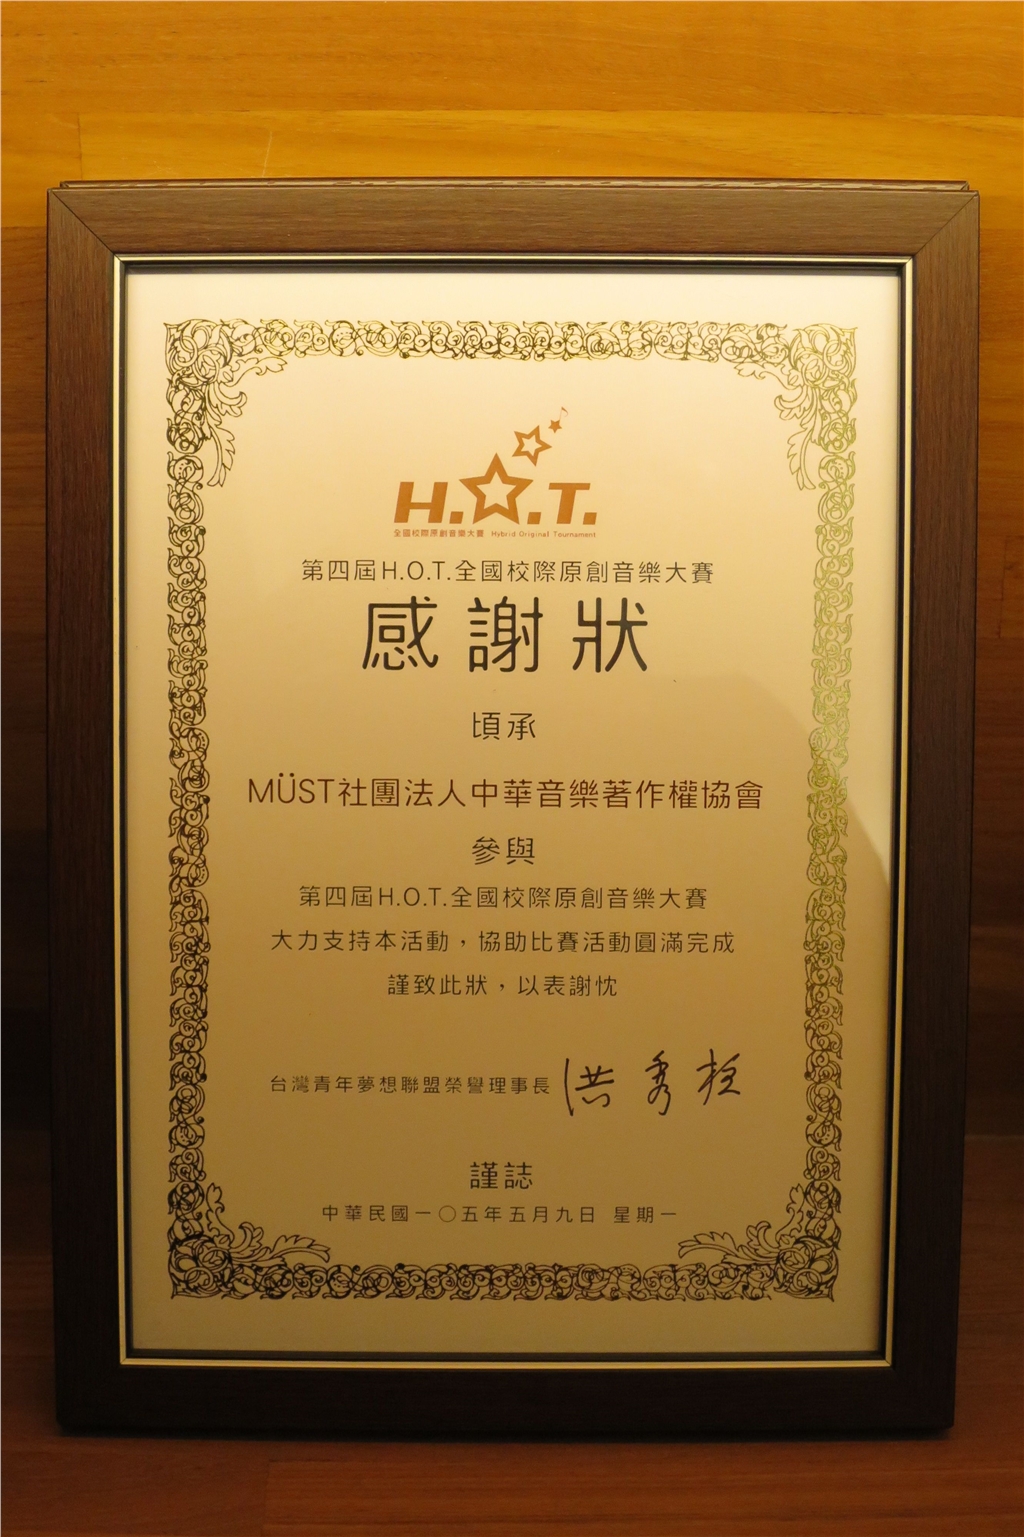 H.O.T.
全國校際原創音樂大賽 Hybrid Original Tournament
第四屆H.O.T.全國校際原創音樂大賽
感謝狀
頃承
MÜST社團法人中華音樂著作權協會
參與
第四屆H.O.T.全國校際原創音樂大賽
大力支持本活動，協助比賽活動圓滿完成
謹致此狀，以表謝忱
台灣青年夢想聯盟榮譽理事長 洪秀柱
謹誌
中華民國一〇五年五月九日 星期一